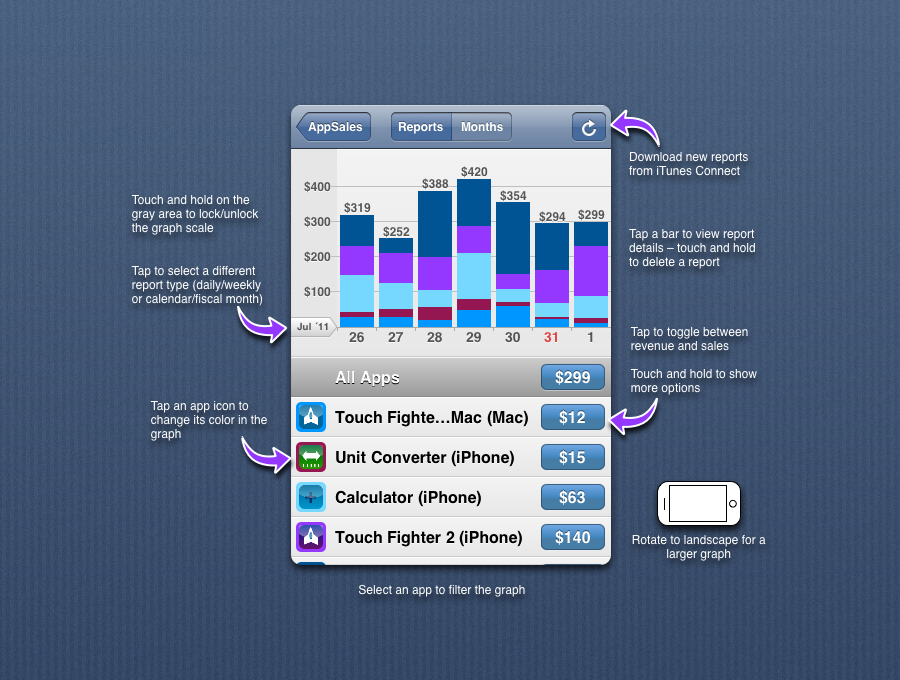 AppSales
Reports
Months
Download new reports
from iTunes Connect
Touch and hold on the
gray area to lock/unlock
the graph scale
Tap to select a different
report type (daily/weekly
or calendar/fiscal month)
$400
$300
$200
$100
$319
$252
$388
$420
$354
$294
$299
Jul ´11
26
27
28
29
30
31
1
Tap a bar to view report
details – touch and hold
to delete a report
Tap to toggle between
revenue and sales
Touch and hold to show
more options
All Apps
$299
Touch Fighte…Mac (Mac)
$12
Tap an app icon to
change its color in the
graph
Unit Converter (iPhone)
$15
Calculator (iPhone)
$63
Touch Fighter 2 (iPhone)
$140
Rotate to landscape for a
larger graph
Select an app to filter the graph